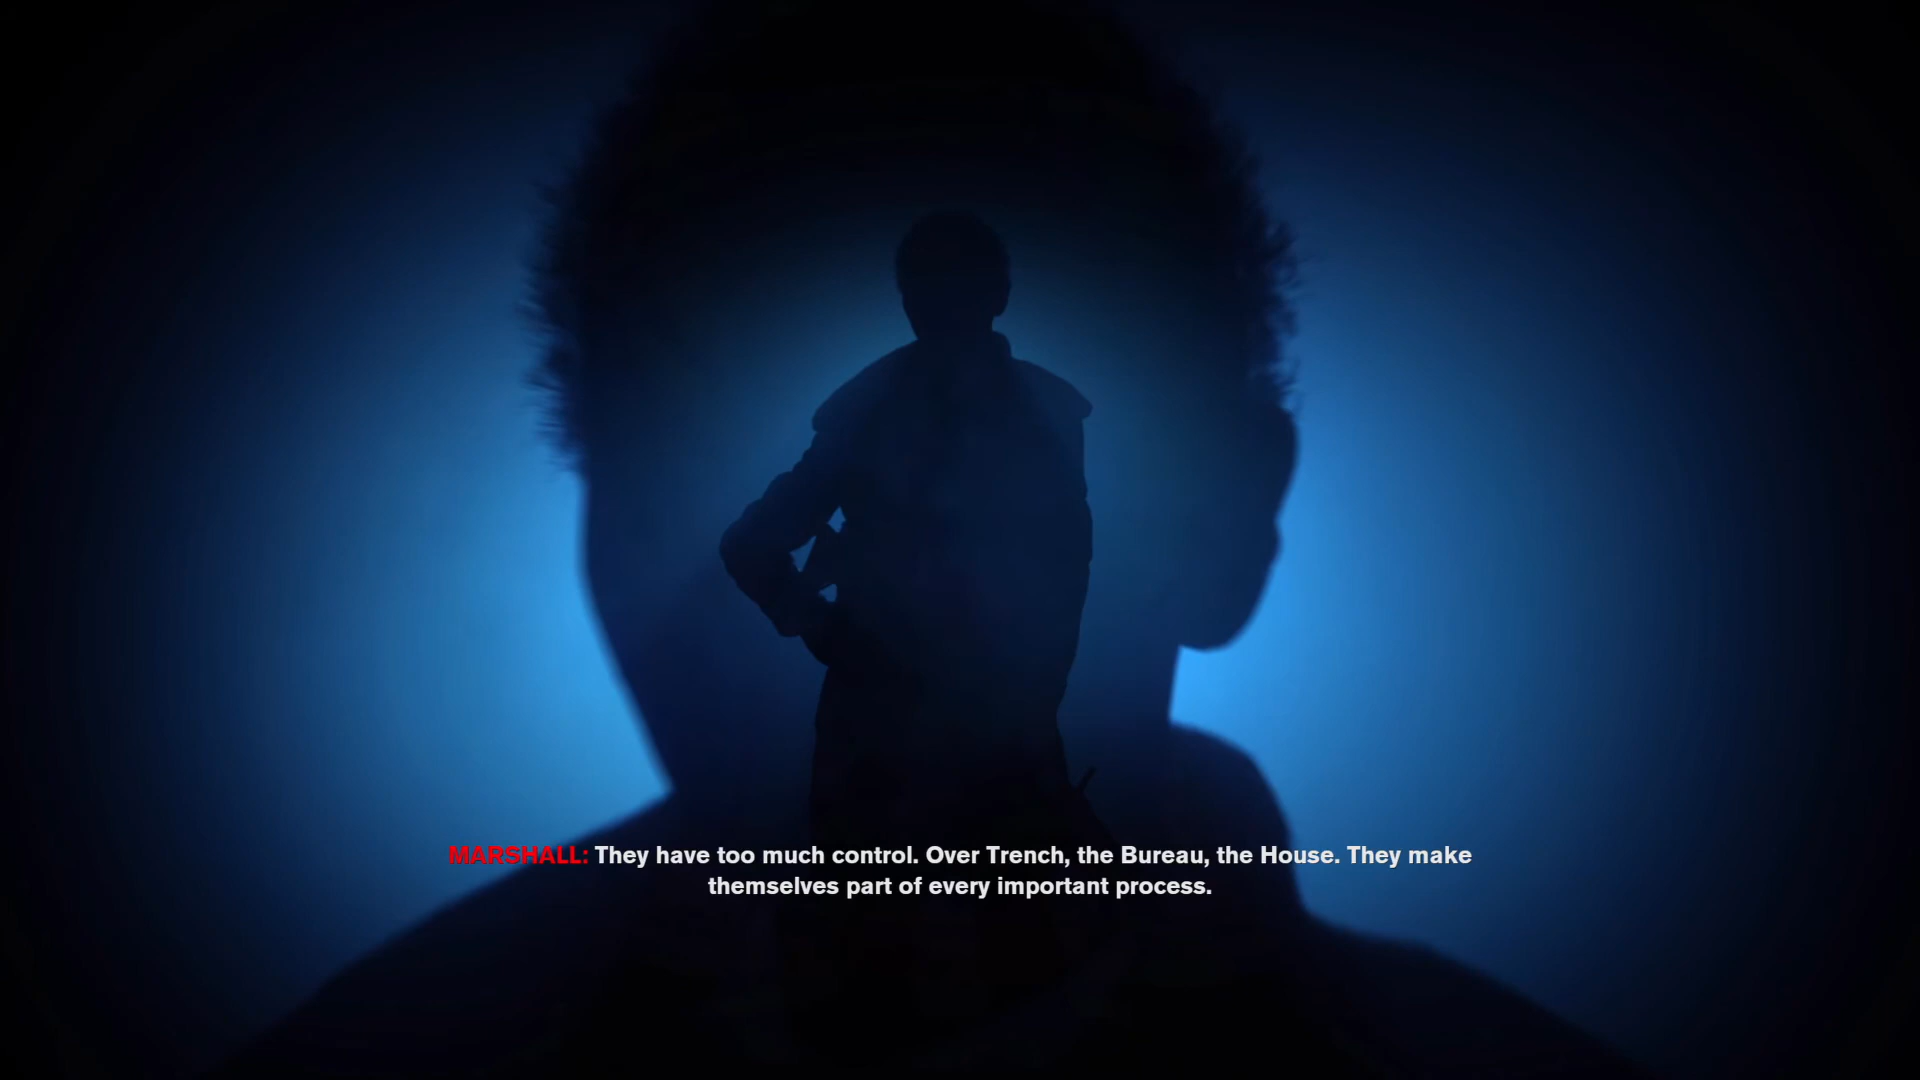 MARSHALL: They have too much control. Over Trench, the Bureau, the House. They make
themselves part of every important process.